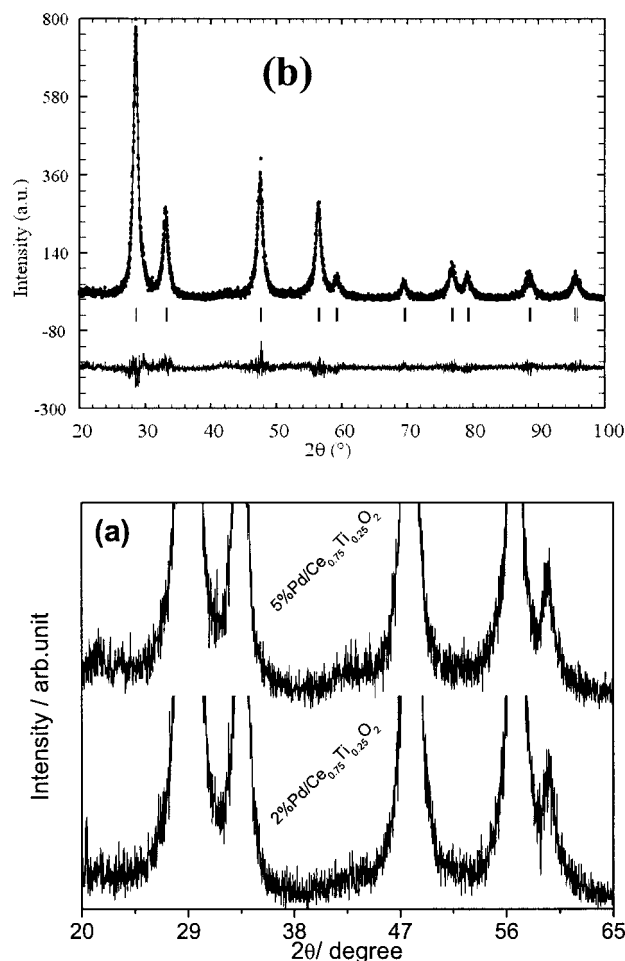 800
580
360
140
-80
-300
Intensity (a.u.)
(b)
20 30 40 50 60 70 80 90 100
2θ (°)
(a)
5%Pd/Ce0.75Ti0.25O2
2%Pd/Ce0.75Ti0.25O2
Intensity / arb.unit
20 29 38 47 56 65
2θ/ degree